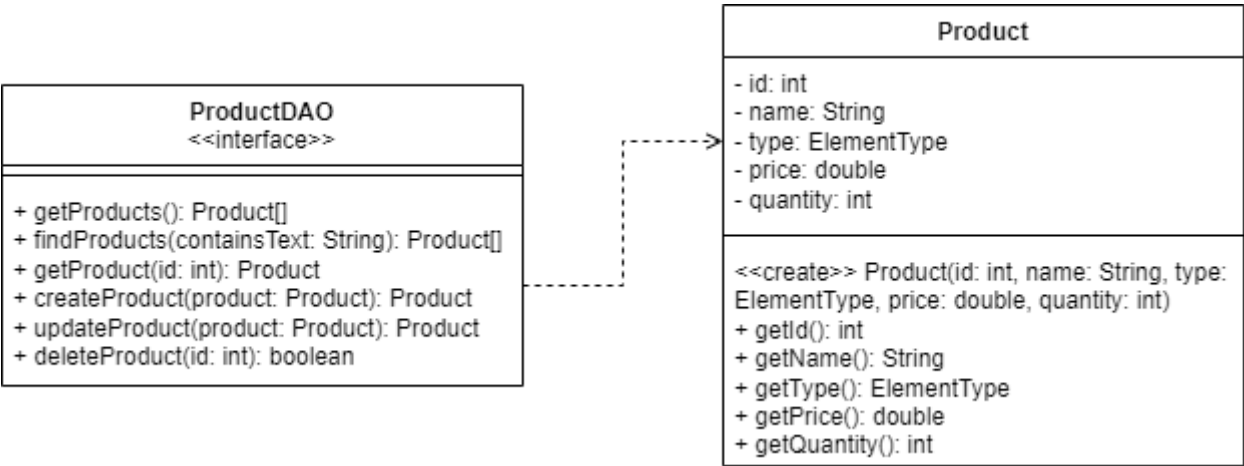 ProductDAO
<<interface>>
+ getProducts(): Product[]
+ findProducts(containsText: String): Product[]
+ getProduct(id: int): Product
+ createProduct(product: Product): Product
+ updateProduct(product: Product): Product
+ deleteProduct(id: int): boolean
Product
- id: int
- name: String
- type: ElementType
- price: double
- quantity: int
<<create>> Product(id: int, name: String, type:
ElementType, price: double, quantity: int)
+ getId(): int
+ getName(): String
+ getType(): ElementType
+ getPrice(): double
+ getQuantity(): int